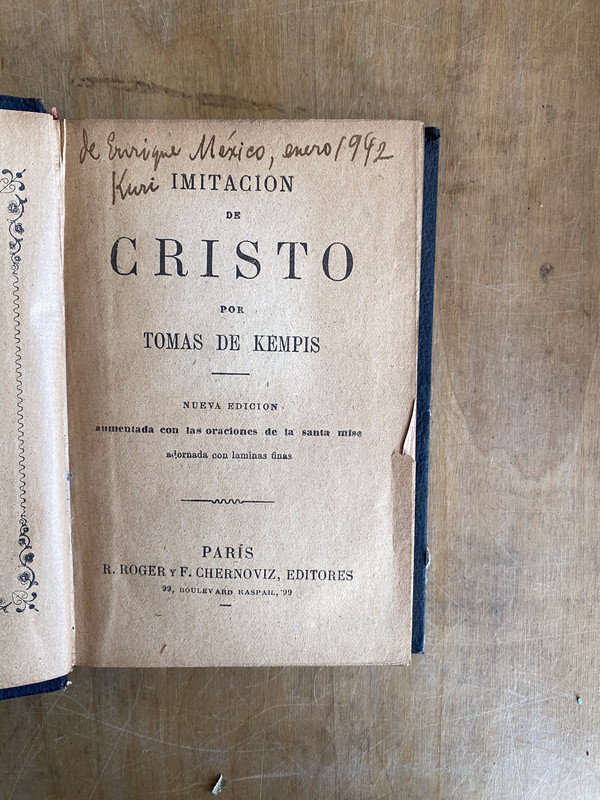 de Enrique México, enero 1942
Kuri
IMITACION
DE
CRISTO
POR
TOMAS DE KEMPIS
NUEVA EDICION
aumentada con las oraciones de la santa misa
adornada con laminas finas
PARÍS
R. ROGER Y F. CHERNOVIZ, EDITORES
99, BOULEVARD RASPAIL, 99